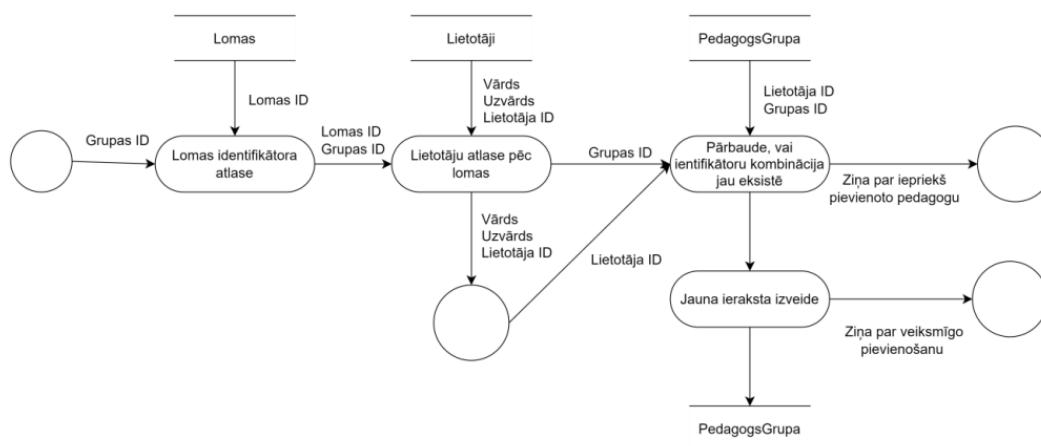 Lomas
Lietotāji
PedagogsGrupa
Lomas ID
Vārds
Uzvārds
Lietotāja ID
Lietotāja ID
Grupas ID
Grupas ID
Lomas identifikātora
atlase
Lomas ID
Grupas ID
Lietotāju atlase pēc
lomas
Grupas ID
Pārbaude, vai
ientifikātoru kombinācija
jau eksistē
Ziņa par iepriekš
pievienoto pedagogu
Vārds
Uzvārds
Lietotāja ID
Lietotāja ID
Jauna ieraksta izveide
Ziņa par veiksmīgo
pievienošanu
PedagogsGrupa